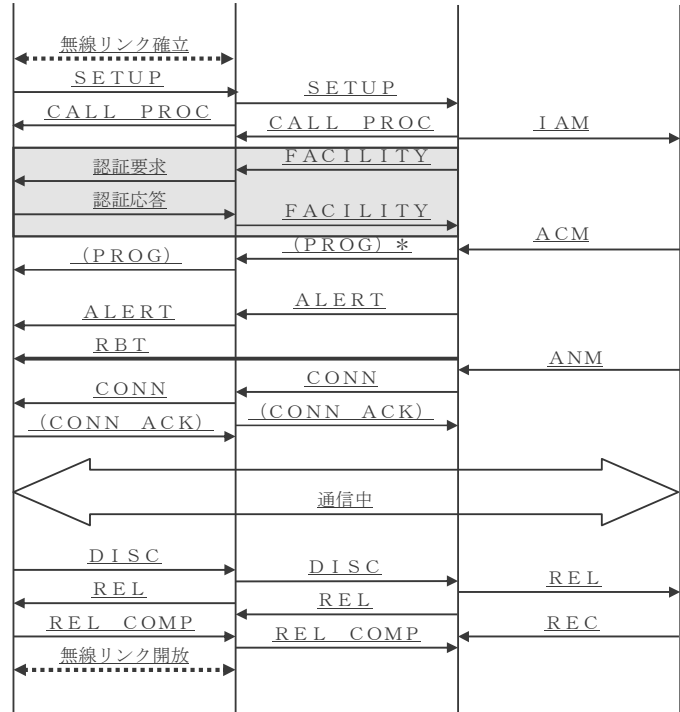 無線リンク確立
ＳＥＴＵＰ
ＳＥＴＵＰ
ＣＡＬＬ　ＰＲＯＣ
ＣＡＬＬ　ＰＲＯＣ
ＩＡＭ
ＦＡＣＩＬＩＴＹ
認証要求
認証応答
ＦＡＣＩＬＩＴＹ
ＡＣＭ
（ＰＲＯＧ）＊
（ＰＲＯＧ）
ＡＬＥＲＴ
ＡＬＥＲＴ
ＲＢＴ
ＡＮＭ
ＣＯＮＮ
ＣＯＮＮ
（ＣＯＮＮ　ＡＣＫ）
（ＣＯＮＮ　ＡＣＫ）
通信中
ＤＩＳＣ
ＤＩＳＣ
ＲＥＬ
ＲＥＬ
ＲＥＬ
ＲＥＬ　ＣＯＭＰ
ＲＥＣ
ＲＥＬ　ＣＯＭＰ
無線リンク開放